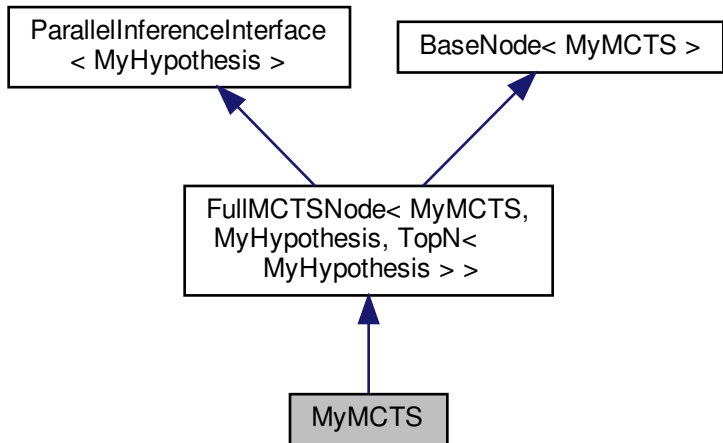 ParallelInferenceInterface
< MyHypothesis >
BaseNode< MyMCTS >
FullMCTSNode< MyMCTS,
MyHypothesis, TopN<
MyHypothesis > >
MyMCTS